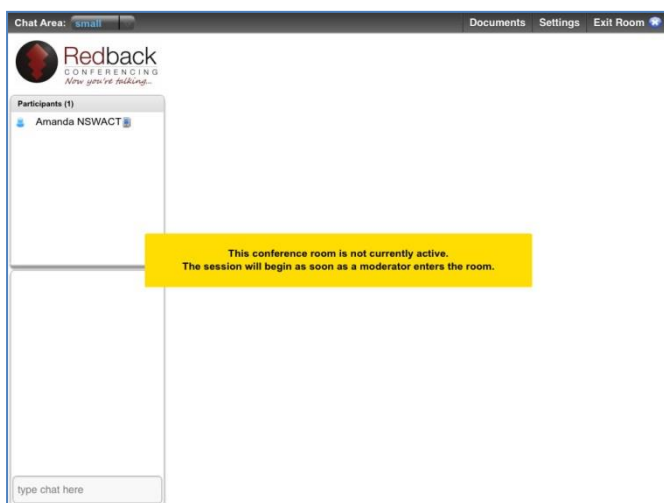 Chat Area: small Documents Settings Exit Room
Redback
CONFERENCING
Now you're talking...
Participants (1)
Amanda NSWACT
This conference room is not currently active.
The session will begin as soon as a moderator enters the room.
type chat here